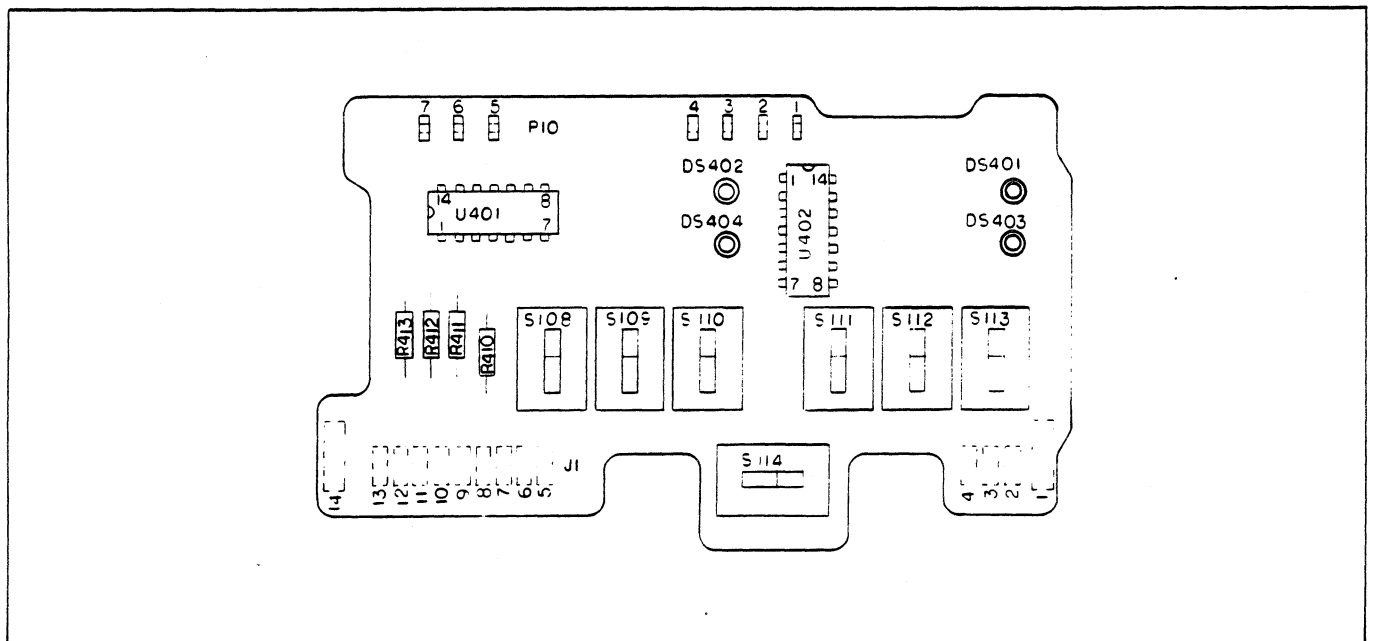 7 6 5 P10 4 3 2 1
DS402 DS401
1 14
14 8
U401
1 7
U402
DS404 DS403
7 8
S108 S109 S110 S111 S112 S113
R413 R412 R411 R410
S114
J1
14 13 12 11 10 9 8 7 6 5 4 3 2 1